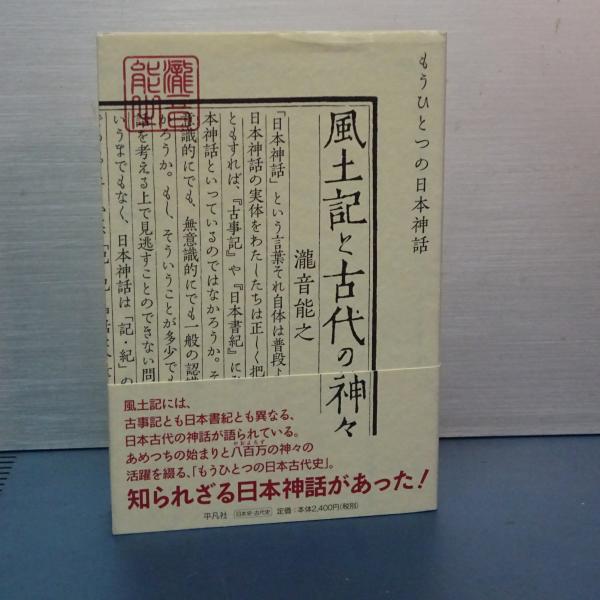 もうひとつの日本神話
風土記と古代の神々
瀧音能之
「日本神話」という言葉それ自体は普段よ
日本神話の実体をわたしたちは正しく把
ともすれば、『古事記』や『日本書紀』に
本神話といっているのではなかろうか。そ
意識的にでも、無意識的にでも一般の認識
ろうか。もし、そういうことが多少でも
を考える上で見逃すことのできない問
いうまでもなく、日本神話は「記・紀」の
瀧音能
風土記には、
古事記とも日本書紀とも異なる、
日本古代の神話が語られている。
あめつちの始まりと八百万の神々の
活躍を綴る、「もうひとつの日本古代史」。
知られざる日本神話があった!
平凡社 日本史・古代史 定価:本体2,400円(税別)